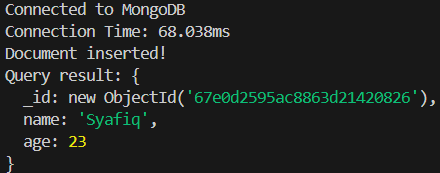 Connected to MongoDB
Connection Time: 68.038ms
Document inserted!
Query result: {
  _id: new ObjectId('67e0d2595ac8863d21420826'),
  name: 'Syafiq',
  age: 23
}